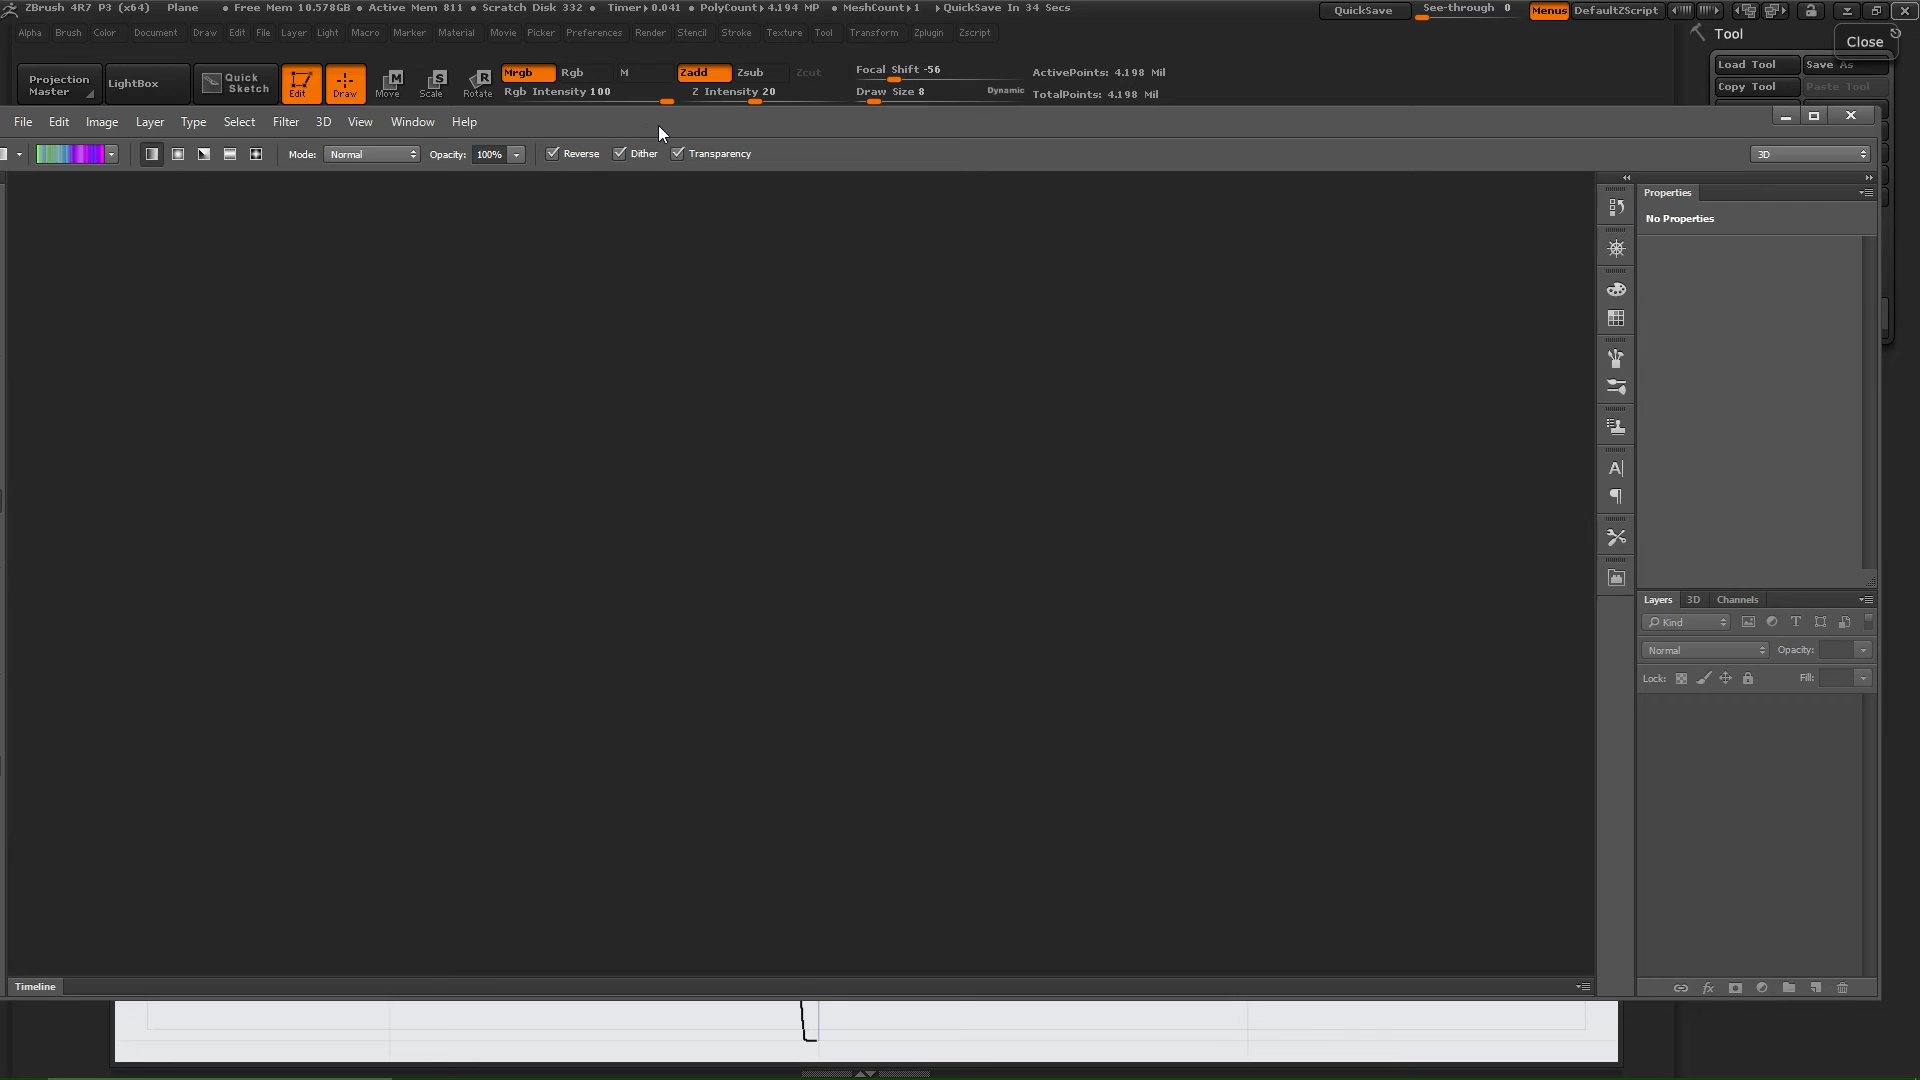 ZBrush 4R7 P3 (x64) Plane • Free Mem 10.578GB • Active Mem 811 • Scratch Disk 332 • Timer▸0.041 • PolyCount▸4.194 MP • MeshCount▸1 ▸QuickSave In 34 Secs QuickSave See-through 0 Menus DefaultZScript
Alpha Brush Color Document Draw Edit File Layer Light Macro Marker Material Movie Picker Preferences Render Stencil Stroke Texture Tool Transform Zplugin Zscript
Tool Close
Load Tool Save As
Copy Tool Paste Tool
Projection Master LightBox Quick Sketch Edit Draw Move Scale Rotate
M S R
Mrgb Rgb M Zadd Zsub Zcut Focal Shift -56 ActivePoints: 4.198 Mil
Rgb Intensity 100 Z Intensity 20 Draw Size 8 Dynamic TotalPoints: 4.198 Mil
File Edit Image Layer Type Select Filter 3D View Window Help
Mode: Normal Opacity: 100% Reverse Dither Transparency 3D
Properties
No Properties
Layers 3D Channels
Kind
Normal Opacity:
Lock: Fill:
Timeline